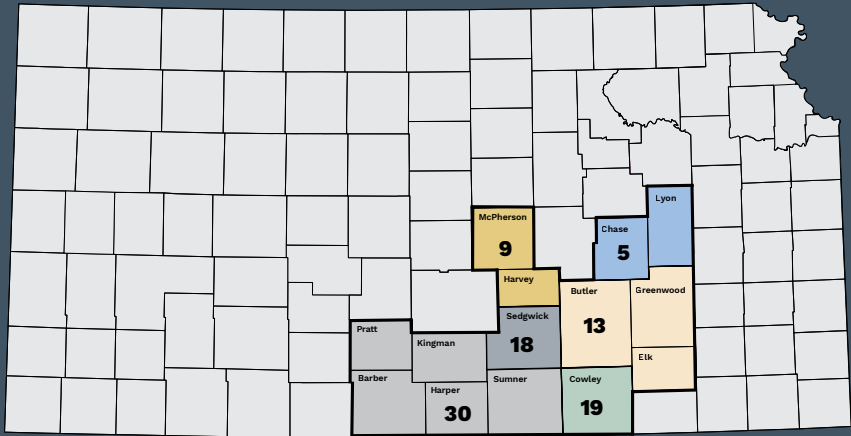 Lyon
McPherson
9
Chase
5
Harvey
Butler
Greenwood
13
Sedgwick
18
Pratt
Kingman
Elk
Barber
Harper
30
Sumner
Cowley
19